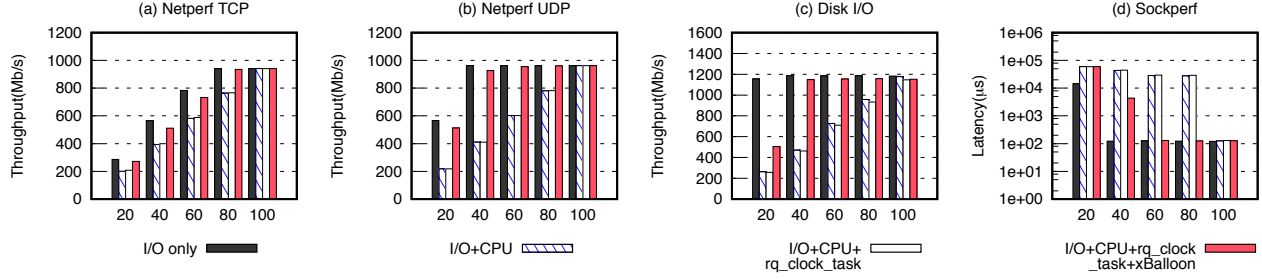 (a) Netperf TCP
Throughput(Mb/s)
1200
1000
800
600
400
200
0
20 40 60 80 100
(b) Netperf UDP
Throughput(Mb/s)
1200
1000
800
600
400
200
0
20 40 60 80 100
(c) Disk I/O
Throughput(Mb/s)
1600
1400
1200
1000
800
600
400
200
0
20 40 60 80 100
(d) Sockperf
Latency(µs)
1e+06
1e+05
1e+04
1e+03
1e+02
1e+01
1e+00
20 40 60 80 100
I/O only
I/O+CPU
I/O+CPU+
rq_clock_task
I/O+CPU+rq_clock
_task+xBalloon